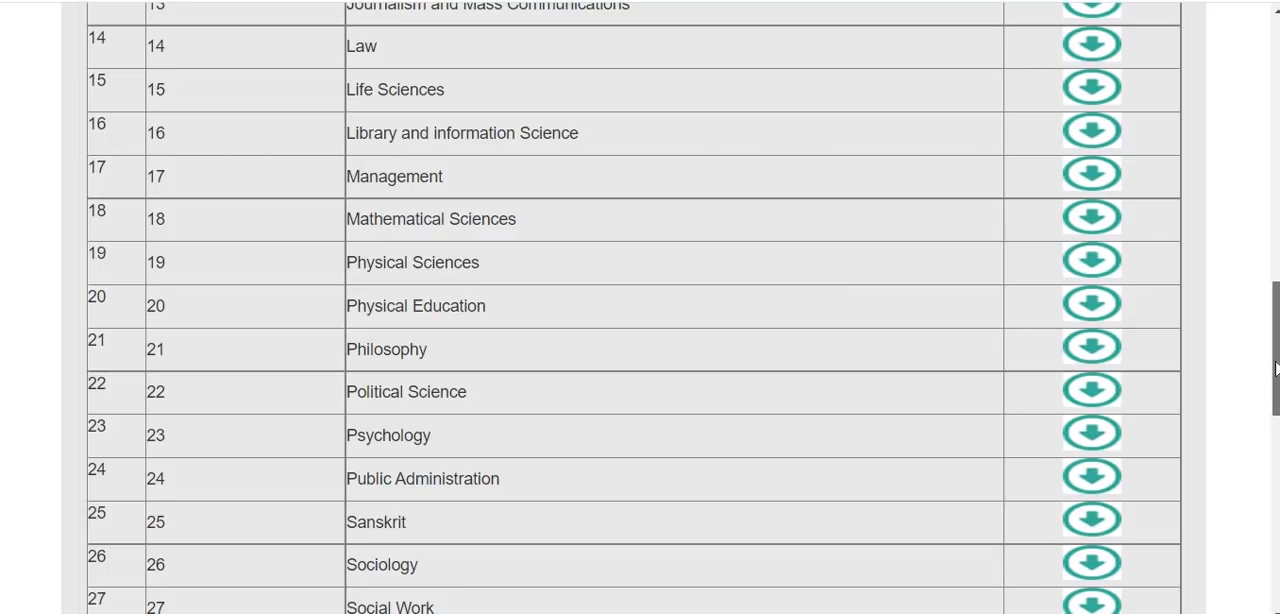 13 13 Journalism and Mass Communications
14 14 Law
15 15 Life Sciences
16 16 Library and information Science
17 17 Management
18 18 Mathematical Sciences
19 19 Physical Sciences
20 20 Physical Education
21 21 Philosophy
22 22 Political Science
23 23 Psychology
24 24 Public Administration
25 25 Sanskrit
26 26 Sociology
27 27 Social Work